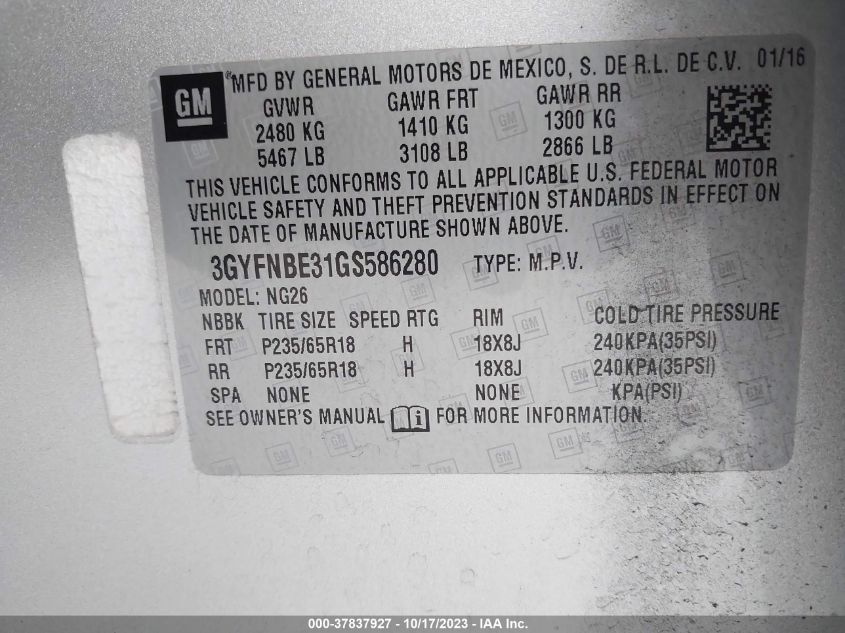 GM ®MFD BY GENERAL MOTORS DE MEXICO, S. DE R.L. DE C.V. 01/16
GVWR GAWR FRT GAWR RR
2480 KG 1410 KG 1300 KG
5467 LB 3108 LB 2866 LB
THIS VEHICLE CONFORMS TO ALL APPLICABLE U.S. FEDERAL MOTOR
VEHICLE SAFETY AND THEFT PREVENTION STANDARDS IN EFFECT ON
THE DATE OF MANUFACTURE SHOWN ABOVE.
3GYFNBE31GS586280 TYPE: M.P.V.
MODEL: NG26
NBBK TIRE SIZE SPEED RTG RIM COLD TIRE PRESSURE
FRT P235/65R18 H 18X8J 240KPA(35PSI)
RR P235/65R18 H 18X8J 240KPA(35PSI)
SPA NONE NONE KPA(PSI)
SEE OWNER'S MANUAL FOR MORE INFORMATION.
000-37837927 - 10/17/2023 - IAA Inc.